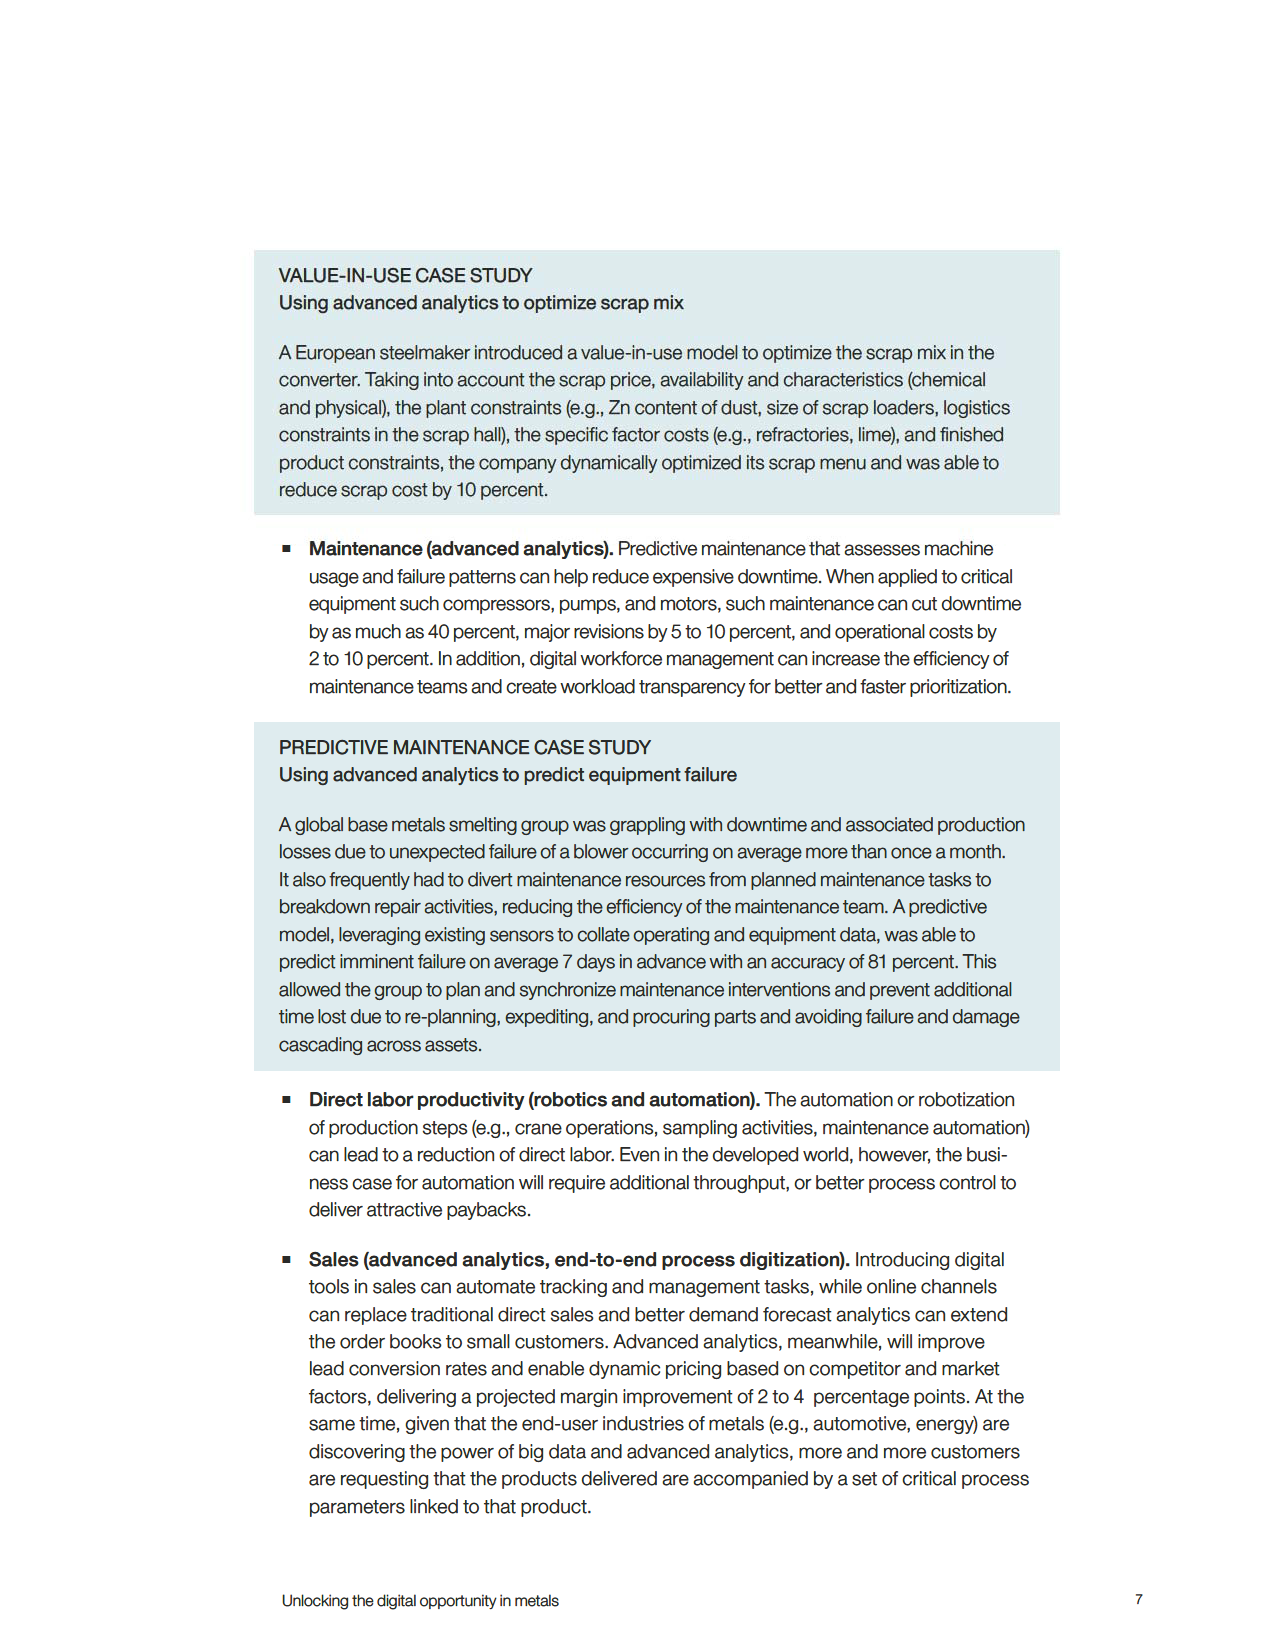 VALUE-IN-USE CASE STUDY
Using advanced analytics to optimize scrap mix
A European steelmaker introduced a value-in-use model to optimize the scrap mix in the
converter. Taking into account the scrap price, availability and characteristics (chemical
and physical), the plant constraints (e.g., Zn content of dust, size of scrap loaders, logistics
constraints in the scrap hall), the specific factor costs (e.g., refractories, lime), and finished
product constraints, the company dynamically optimized its scrap menu and was able to
reduce scrap cost by 10 percent.
▪ Maintenance (advanced analytics). Predictive maintenance that assesses machine
usage and failure patterns can help reduce expensive downtime. When applied to critical
equipment such compressors, pumps, and motors, such maintenance can cut downtime
by as much as 40 percent, major revisions by 5 to 10 percent, and operational costs by
2 to 10 percent. In addition, digital workforce management can increase the efficiency of
maintenance teams and create workload transparency for better and faster prioritization.
PREDICTIVE MAINTENANCE CASE STUDY
Using advanced analytics to predict equipment failure
A global base metals smelting group was grappling with downtime and associated production
losses due to unexpected failure of a blower occurring on average more than once a month.
It also frequently had to divert maintenance resources from planned maintenance tasks to
breakdown repair activities, reducing the efficiency of the maintenance team. A predictive
model, leveraging existing sensors to collate operating and equipment data, was able to
predict imminent failure on average 7 days in advance with an accuracy of 81 percent. This
allowed the group to plan and synchronize maintenance interventions and prevent additional
time lost due to re-planning, expediting, and procuring parts and avoiding failure and damage
cascading across assets.
▪ Direct labor productivity (robotics and automation). The automation or robotization
of production steps (e.g., crane operations, sampling activities, maintenance automation)
can lead to a reduction of direct labor. Even in the developed world, however, the busi-
ness case for automation will require additional throughput, or better process control to
deliver attractive paybacks.
▪ Sales (advanced analytics, end-to-end process digitization). Introducing digital
tools in sales can automate tracking and management tasks, while online channels
can replace traditional direct sales and better demand forecast analytics can extend
the order books to small customers. Advanced analytics, meanwhile, will improve
lead conversion rates and enable dynamic pricing based on competitor and market
factors, delivering a projected margin improvement of 2 to 4 percentage points. At the
same time, given that the end-user industries of metals (e.g., automotive, energy) are
discovering the power of big data and advanced analytics, more and more customers
are requesting that the products delivered are accompanied by a set of critical process
parameters linked to that product.
Unlocking the digital opportunity in metals 7